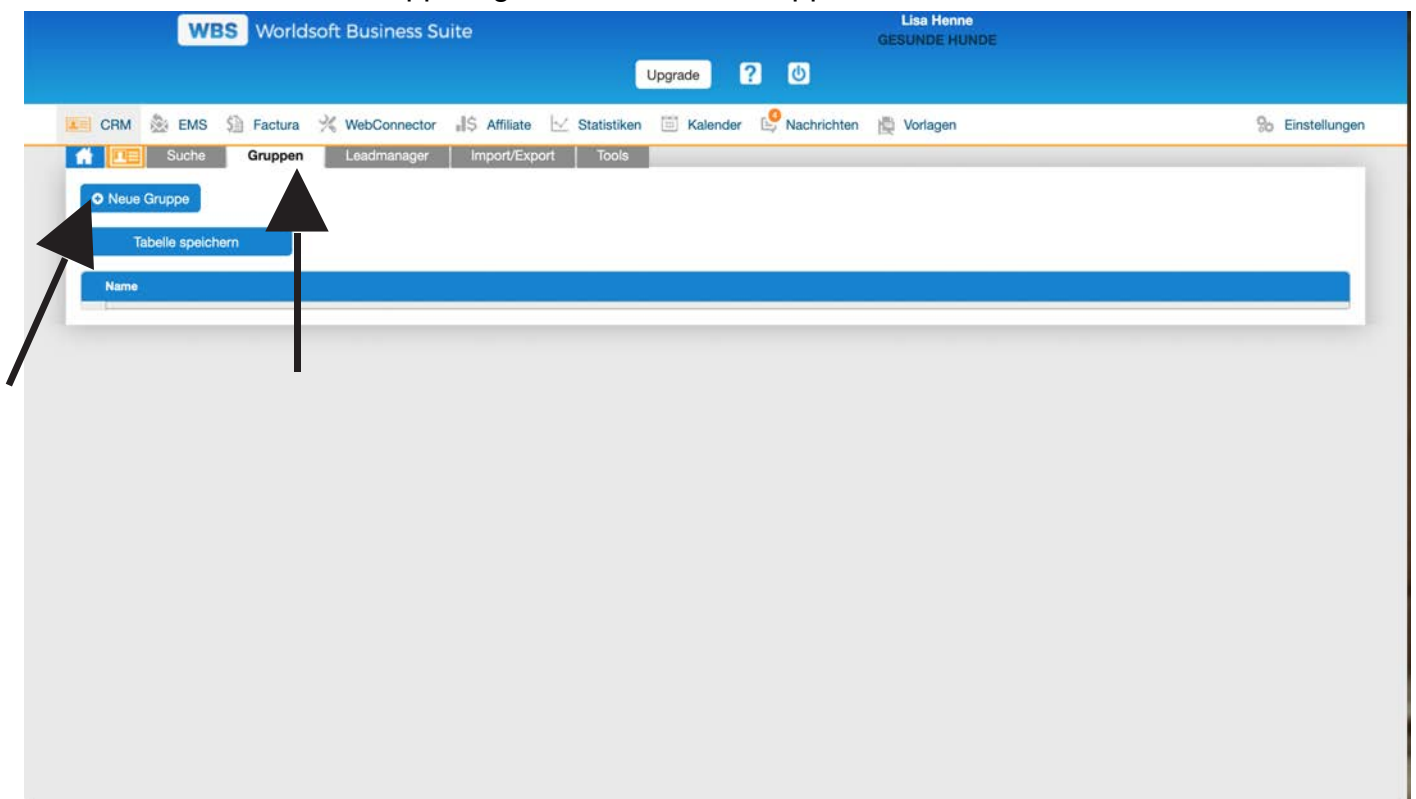 WBS Worldsoft Business Suite
Lisa Henne
GESUNDE HUNDE
Upgrade ?
CRM EMS Factura WebConnector Affiliate Statistiken Kalender Nachrichten Vorlagen Einstellungen
Suche Gruppen Leadmanager Import/Export Tools
Neue Gruppe
Tabelle speichern
Name